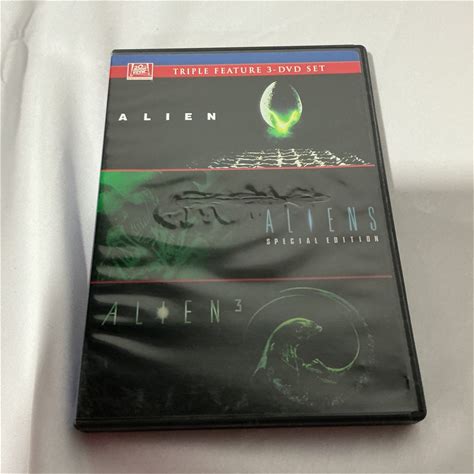 TRIPLE FEATURE 3-DVD SET
ALIEN
ALIENS
SPECIAL EDITION
ALIEN³